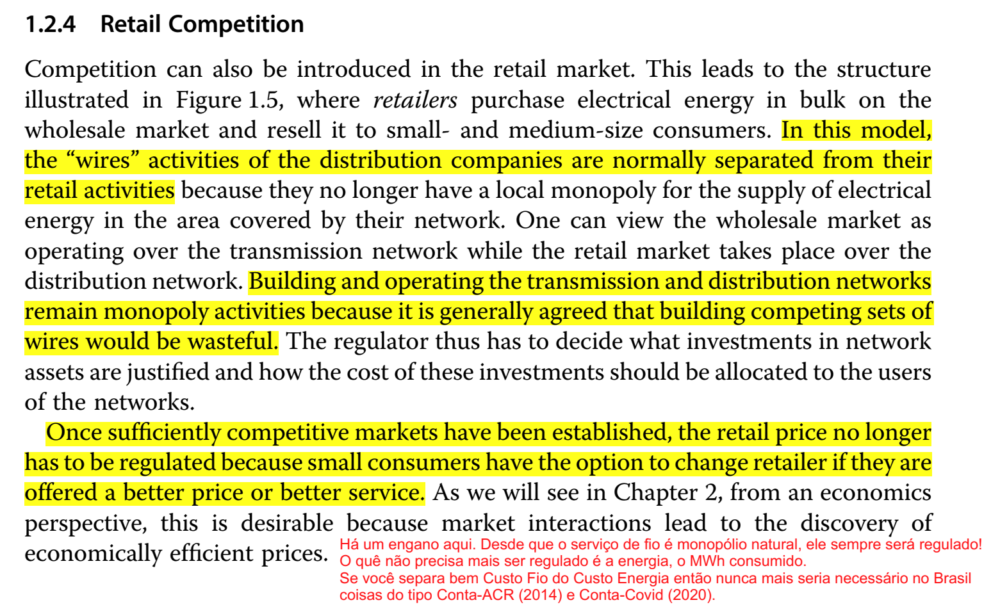 1.2.4 Retail Competition
Competition can also be introduced in the retail market. This leads to the structure
illustrated in Figure 1.5, where retailers purchase electrical energy in bulk on the
wholesale market and resell it to small- and medium-size consumers. In this model,
the “wires” activities of the distribution companies are normally separated from their
retail activities because they no longer have a local monopoly for the supply of electrical
energy in the area covered by their network. One can view the wholesale market as
operating over the transmission network while the retail market takes place over the
distribution network. Building and operating the transmission and distribution networks
remain monopoly activities because it is generally agreed that building competing sets of
wires would be wasteful. The regulator thus has to decide what investments in network
assets are justified and how the cost of these investments should be allocated to the users
of the networks.
Once sufficiently competitive markets have been established, the retail price no longer
has to be regulated because small consumers have the option to change retailer if they are
offered a better price or better service. As we will see in Chapter 2, from an economics
perspective, this is desirable because market interactions lead to the discovery of
economically efficient prices.
Há um engano aqui. Desde que o serviço de fio é monopólio natural, ele sempre será regulado!
O quê não precisa mais ser regulado é a energia, o MWh consumido.
Se você separa bem Custo Fio do Custo Energia então nunca mais seria necessário no Brasil
coisas do tipo Conta-ACR (2014) e Conta-Covid (2020).